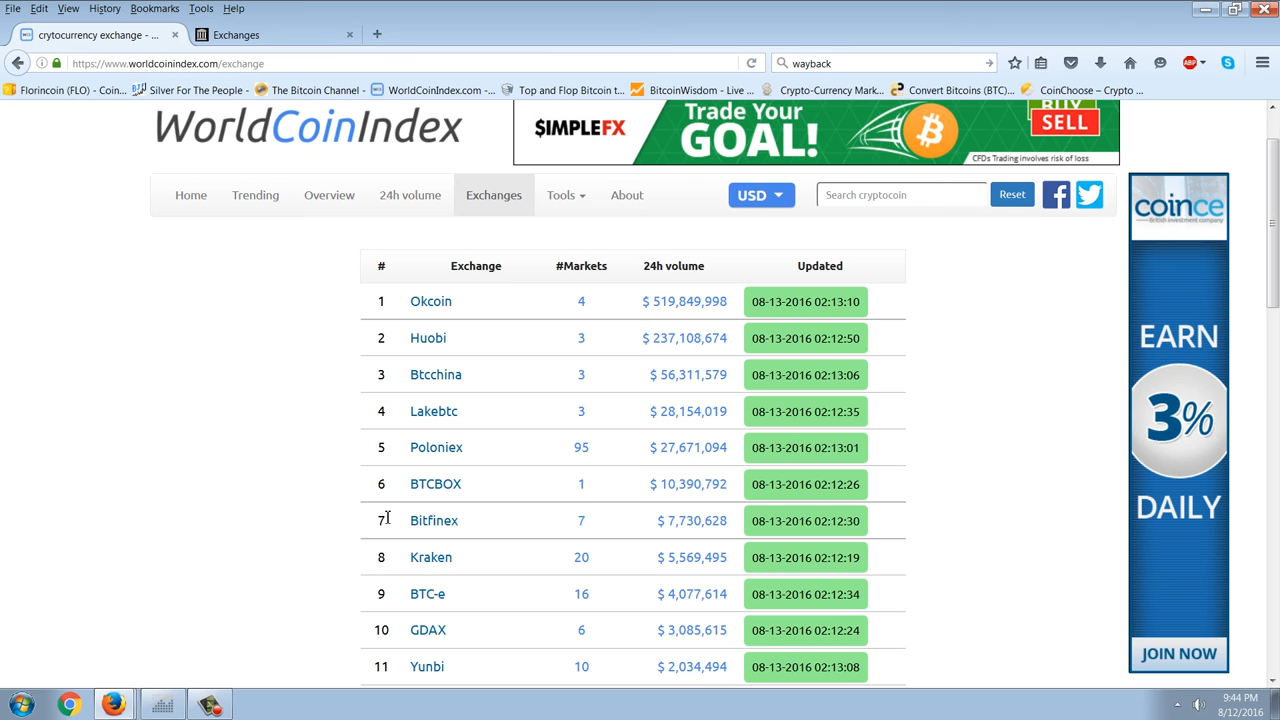 File Edit View History Bookmarks Tools Help
crytocurrency exchange - ... × Exchanges × +
https://www.worldcoinindex.com/exchange wayback
Florincoin (FLO) - Coin... Silver For The People - The Bitcoin Channel - WorldCoinIndex.com -... Top and Flop Bitcoin t... BitcoinWisdom - Live ... Crypto-Currency Mark... Convert Bitcoins (BTC)... CoinChoose – Crypto ...
WorldCoinIndex
$IMPLEFX Trade Your GOAL! BUY SELL
CFDs Trading involves risk of loss
Home Trending Overview 24h volume Exchanges Tools About USD Search cryptocoin Reset
# Exchange #Markets 24h volume Updated
1 Okcoin 4 $ 519,849,998 08-13-2016 02:13:10
2 Huobi 3 $ 237,108,674 08-13-2016 02:12:50
3 Btcchina 3 $ 56,311,579 08-13-2016 02:13:06
4 Lakebtc 3 $ 28,154,019 08-13-2016 02:12:35
5 Poloniex 95 $ 27,671,094 08-13-2016 02:13:01
6 BTCBOX 1 $ 10,390,792 08-13-2016 02:12:26
7 Bitfinex 7 $ 7,730,628 08-13-2016 02:12:30
8 Kraken 20 $ 5,569,495 08-13-2016 02:12:19
9 BTC-e 16 $ 4,077,614 08-13-2016 02:12:34
10 GDAX 6 $ 3,085,615 08-13-2016 02:12:24
11 Yunbi 10 $ 2,034,494 08-13-2016 02:13:08
coince
British investment company
EARN
3%
DAILY
JOIN NOW
9:44 PM
8/12/2016